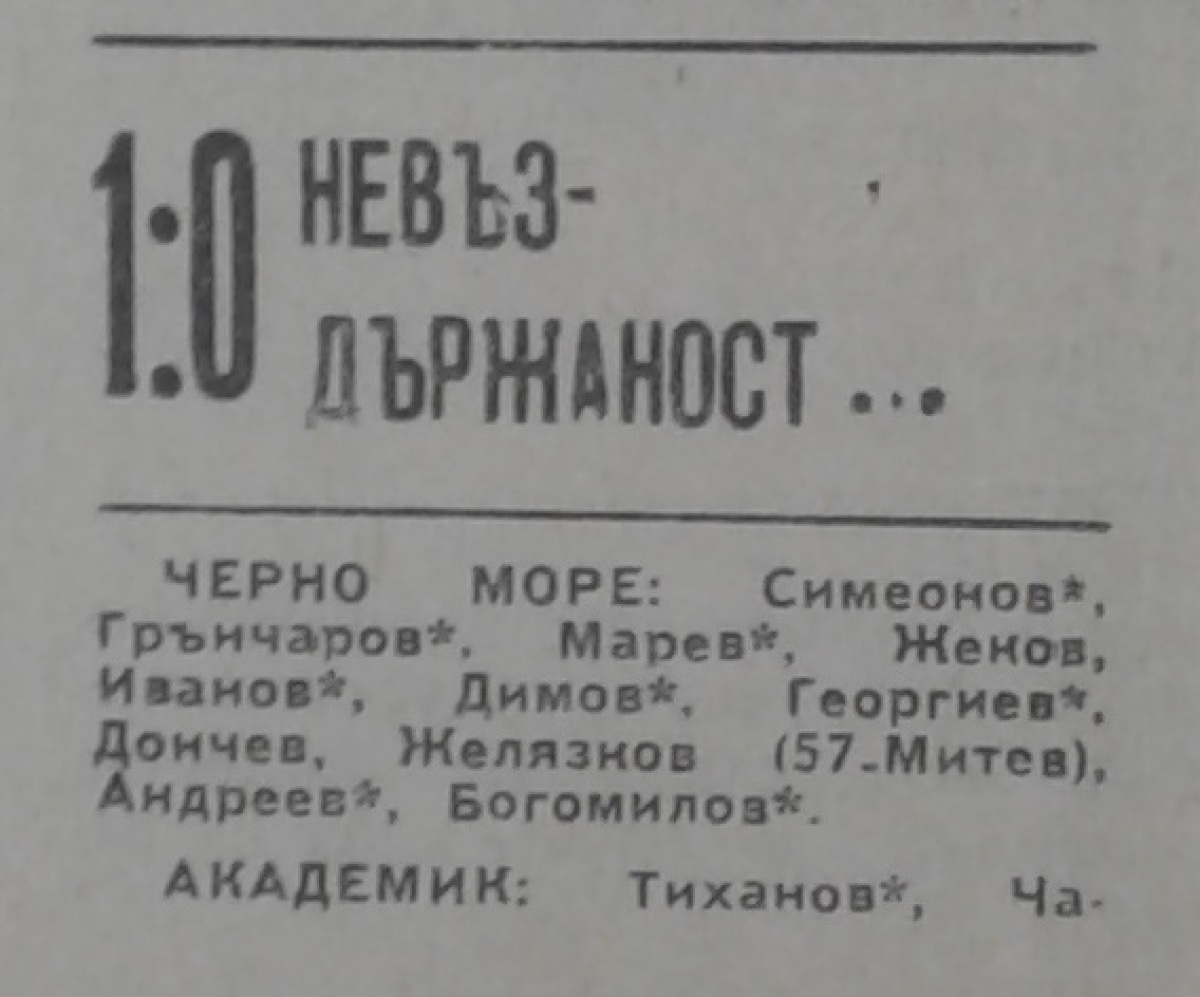 1:0 НЕВЪЗ-
ДЪРЖАНОСТ ...
ЧЕРНО МОРЕ: Симеонов*,
Грънчаров*, Марев*, Женов,
Иванов*, Димов*, Георгиев*,
Дончев, Желязнов (57-Митев),
Андреев*, Богомилов*.
АКАДЕМИК: Тиханов*, Ча-